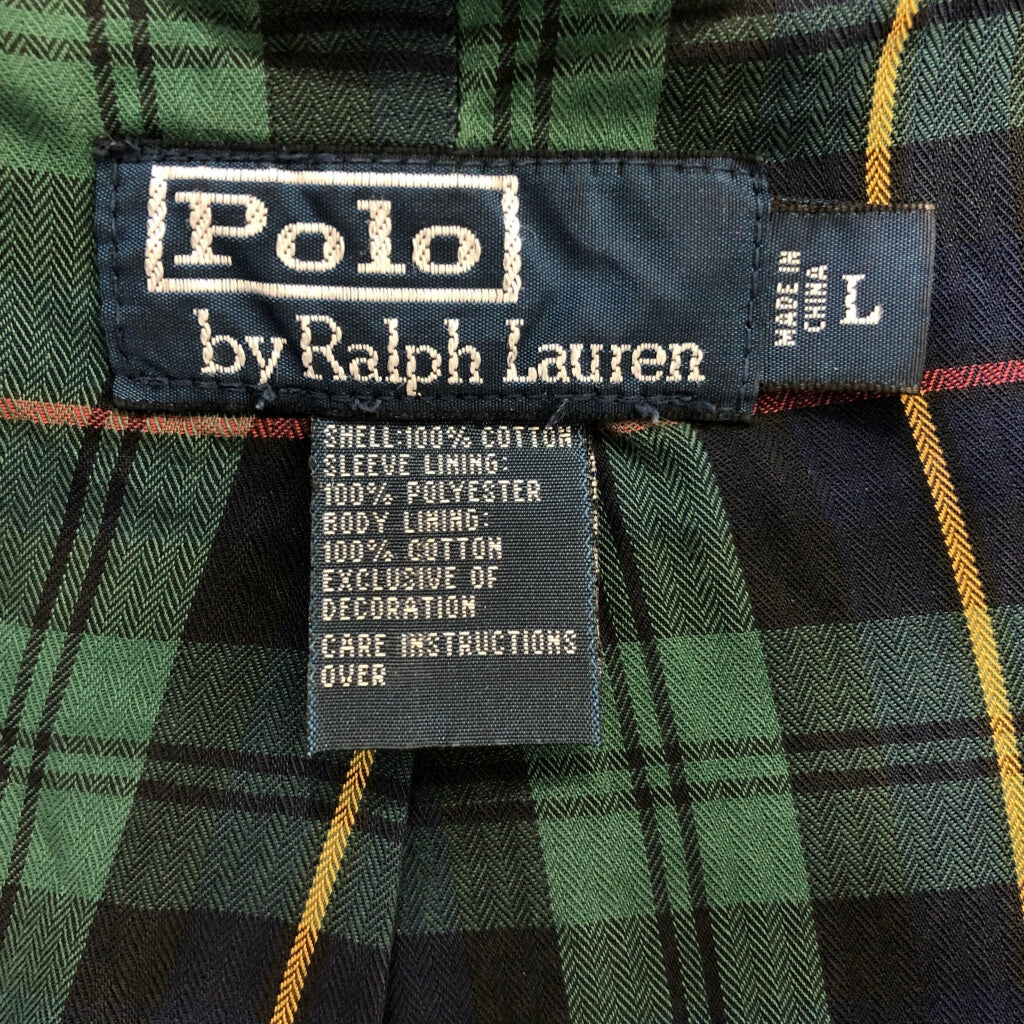 Polo
by Ralph Lauren
MADE IN
CHINA
L
SHELL:100% COTTON
SLEEVE LINING:
100% POLYESTER
BODY LINING:
100% COTTON
EXCLUSIVE OF
DECORATION
CARE INSTRUCTIONS
OVER